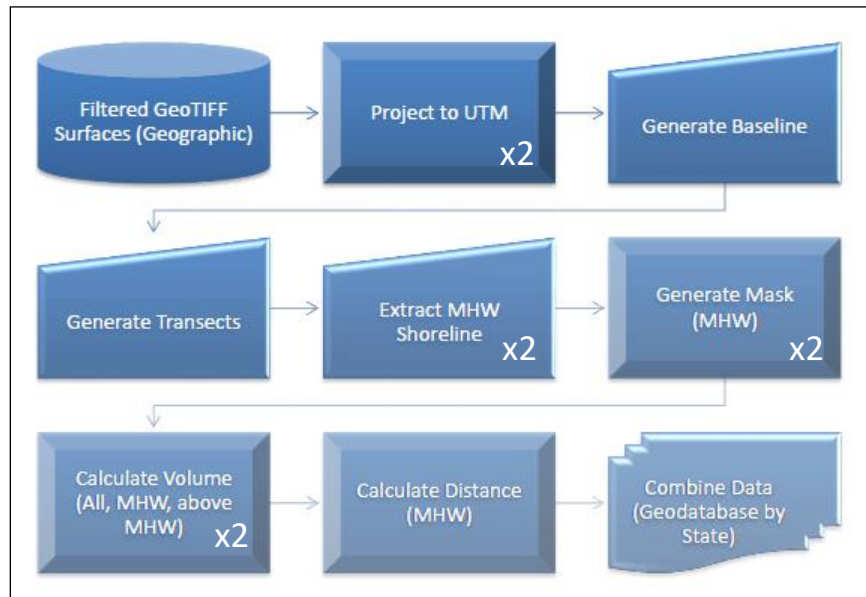 Filtered GeoTIFF
Surfaces (Geographic)
Project to UTM
x2
Generate Baseline
Generate Transects
Extract MHW
Shoreline
x2
Generate Mask
(MHW)
x2
Calculate Volume
(All, MHW, above
MHW)
x2
Calculate Distance
(MHW)
Combine Data
(Geodatabase by
State)